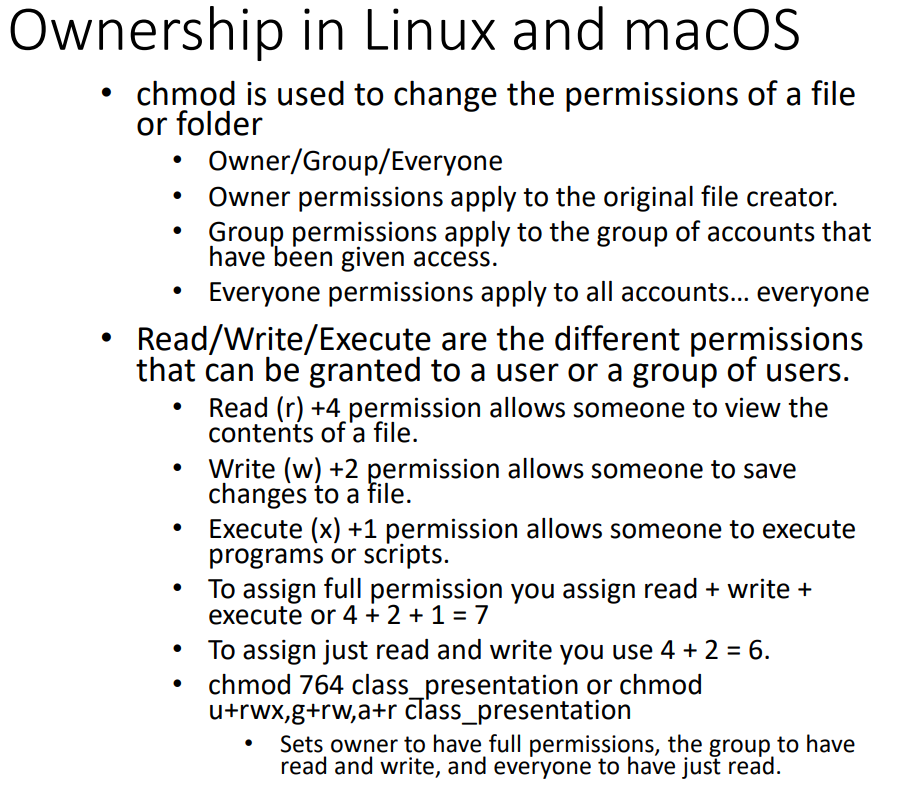 Ownership in Linux and macOS
• chmod is used to change the permissions of a file
or folder
• Owner/Group/Everyone
• Owner permissions apply to the original file creator.
• Group permissions apply to the group of accounts that
have been given access.
• Everyone permissions apply to all accounts... everyone
• Read/Write/Execute are the different permissions
that can be granted to a user or a group of users.
• Read (r) +4 permission allows someone to view the
contents of a file.
• Write (w) +2 permission allows someone to save
changes to a file.
• Execute (x) +1 permission allows someone to execute
programs or scripts.
• To assign full permission you assign read + write +
execute or 4 + 2 + 1 = 7
• To assign just read and write you use 4 + 2 = 6.
• chmod 764 class_presentation or chmod
u+rwx,g+rw,a+r class_presentation
• Sets owner to have full permissions, the group to have
read and write, and everyone to have just read.